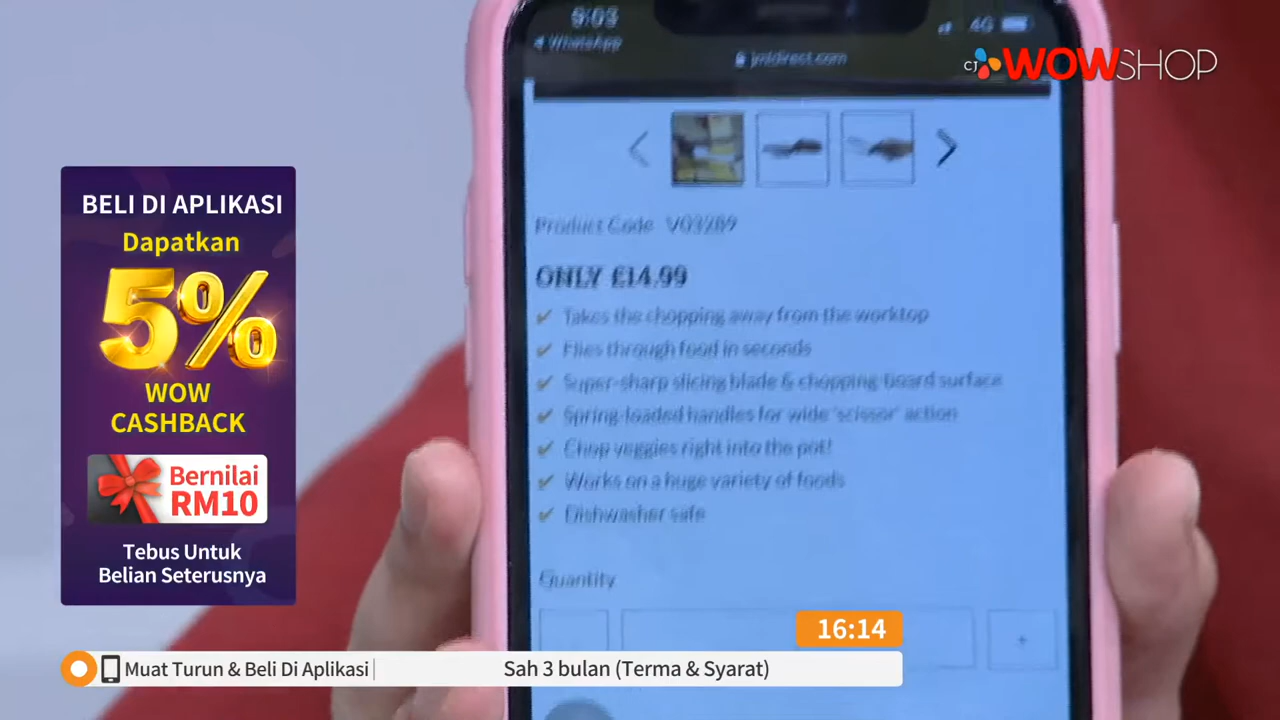 9:03
4G
WhatsApp
CJ WOWSHOP
Product Code V03289
ONLY £14.99
Takes the chopping away from the worktop
Flies through food in seconds
Super-sharp slicing blade & chopping-board surface
Spring-loaded handles for wide 'scissor' action
Chop veggies right into the pot!
Works on a huge variety of foods
Dishwasher safe
Quantity
+
BELI DI APLIKASI
Dapatkan
5%
WOW
CASHBACK
Bernilai
RM10
Tebus Untuk
Belian Seterusnya
16:14
Muat Turun & Beli Di Aplikasi
Sah 3 bulan (Terma & Syarat)